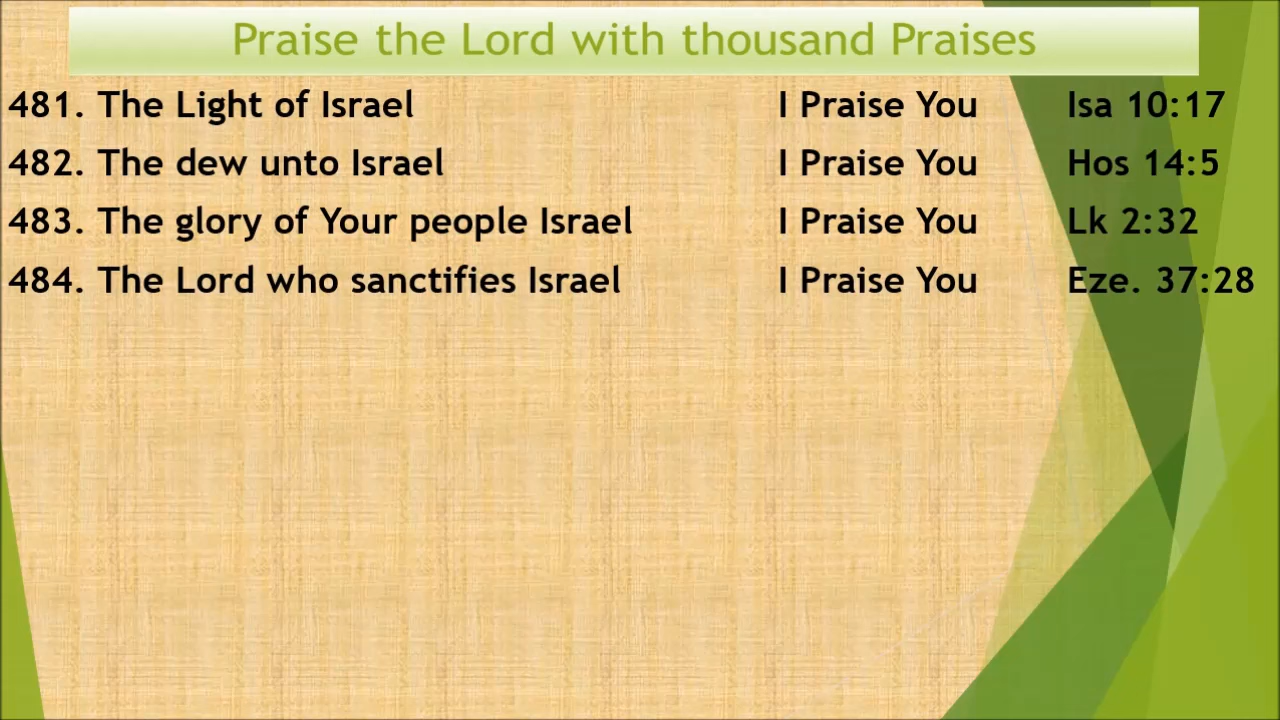 Praise the Lord with thousand Praises
481. The Light of Israel I Praise You Isa 10:17
482. The dew unto Israel I Praise You Hos 14:5
483. The glory of Your people Israel I Praise You Lk 2:32
484. The Lord who sanctifies Israel I Praise You Eze. 37:28